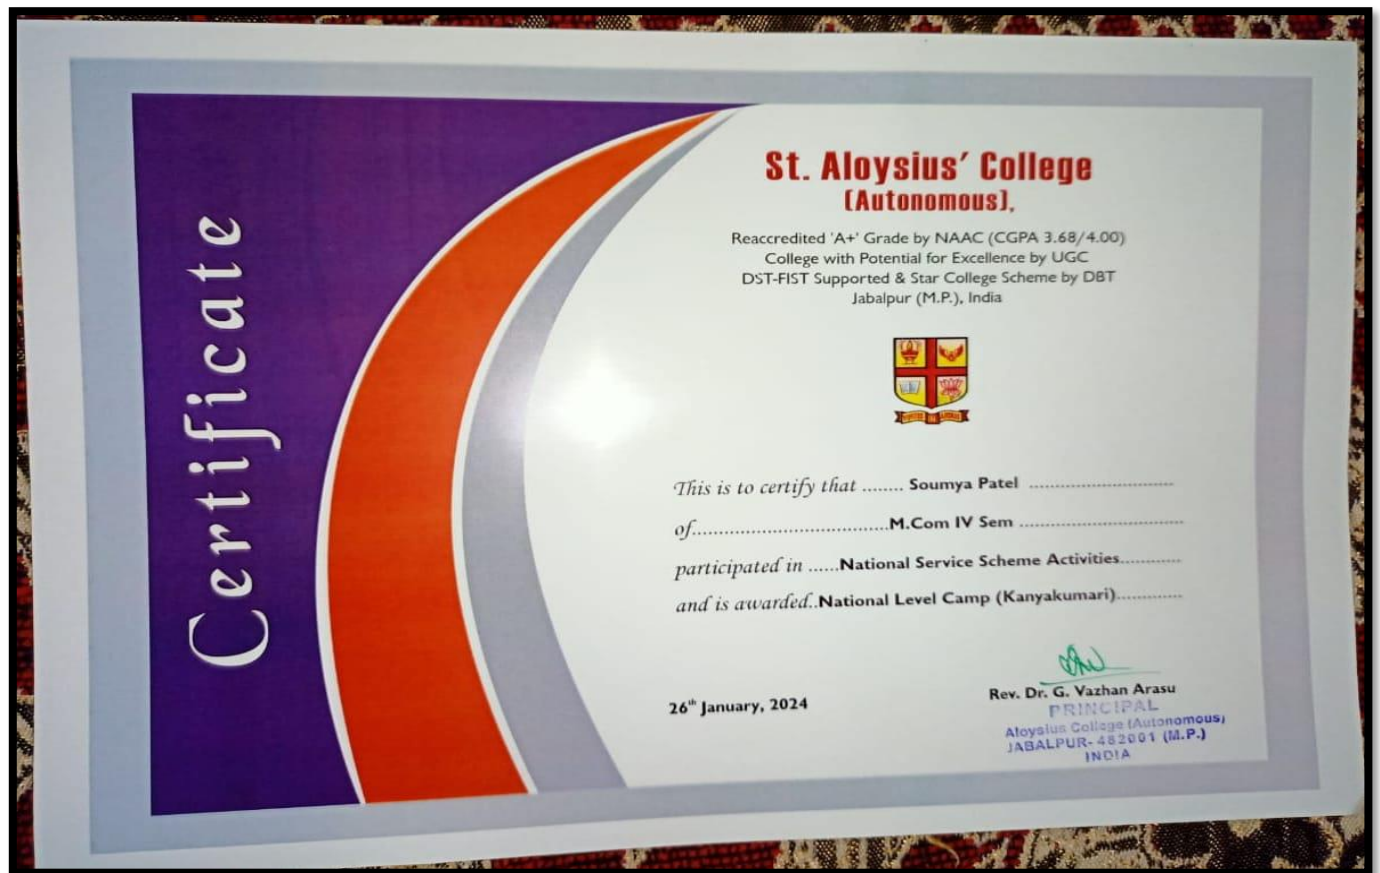 Certificate
St. Aloysius' College
(Autonomous),
Reaccredited 'A+' Grade by NAAC (CGPA 3.68/4.00)
College with Potential for Excellence by UGC
DST-FIST Supported & Star College Scheme by DBT
Jabalpur (M.P.), India
This is to certify that ........ Soumya Patel ..............................
of..................................M.Com IV Sem ..................................
participated in ......National Service Scheme Activities.............
and is awarded..National Level Camp (Kanyakumari)..............
26th January, 2024
Rev. Dr. G. Vazhan Arasu
PRINCIPAL
Aloysius College (Autonomous)
JABALPUR- 482001 (M.P.)
INDIA